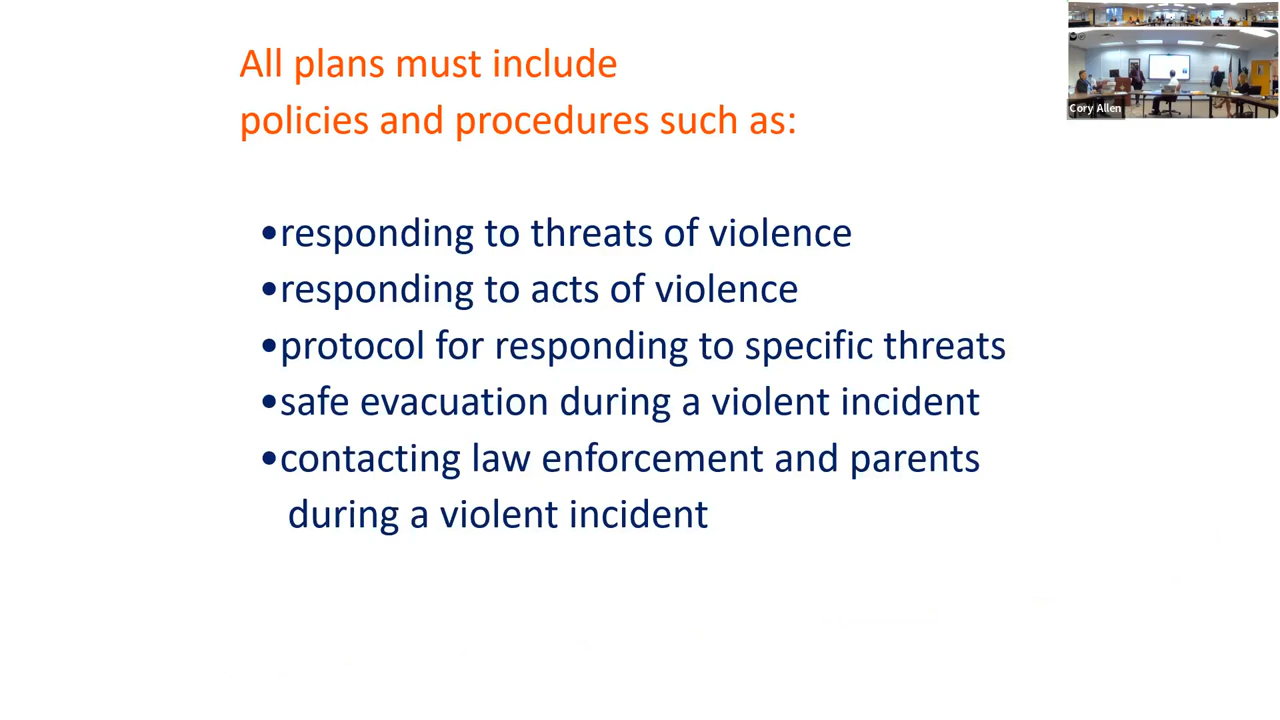 All plans must include
policies and procedures such as:
•responding to threats of violence
•responding to acts of violence
•protocol for responding to specific threats
•safe evacuation during a violent incident
•contacting law enforcement and parents
during a violent incident
Cory Allen